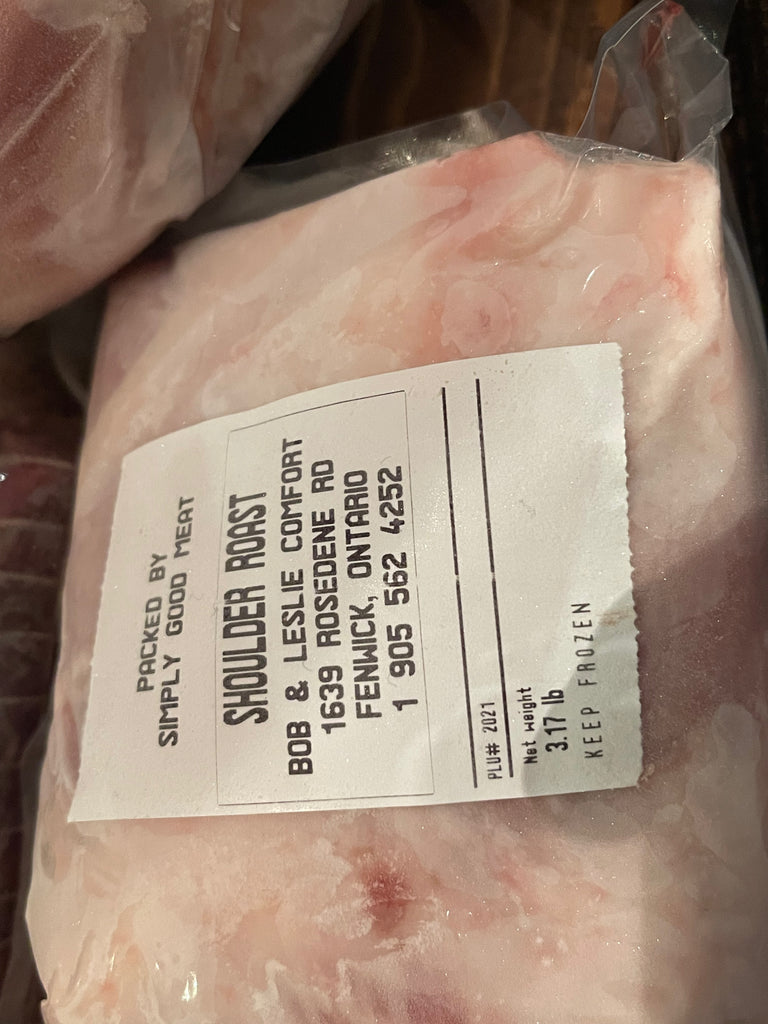 PACKED BY
SIMPLY GOOD MEAT
SHOULDER ROAST
BOB & LESLIE COMFORT
1639 ROSEDENE RD
FENWICK, ONTARIO
1 905 562 4252
PLU# 2021
Net weight
3.17 lb
KEEP FROZEN